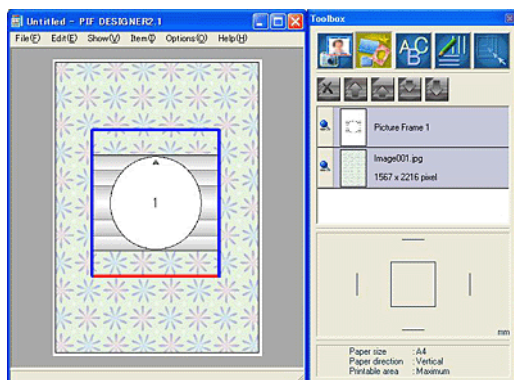 Untitled - PIF DESIGNER2.1
File(F) Edit(E) Show(V) Item(I) Options(O) Help(H)
1
Toolbox
ABC
Picture Frame 1
Image001.jpg
1567 x 2216 pixel
mm
Paper size : A4
Paper direction : Vertical
Printable area : Maximum